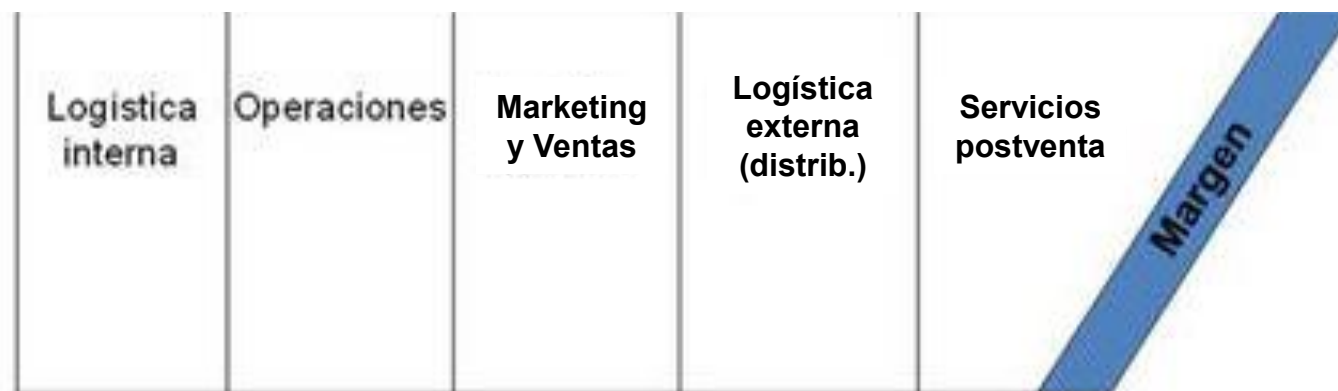 Logistica
interna
Operaciones
Marketing
y Ventas
Logística
externa
(distrib.)
Servicios
postventa
Margen